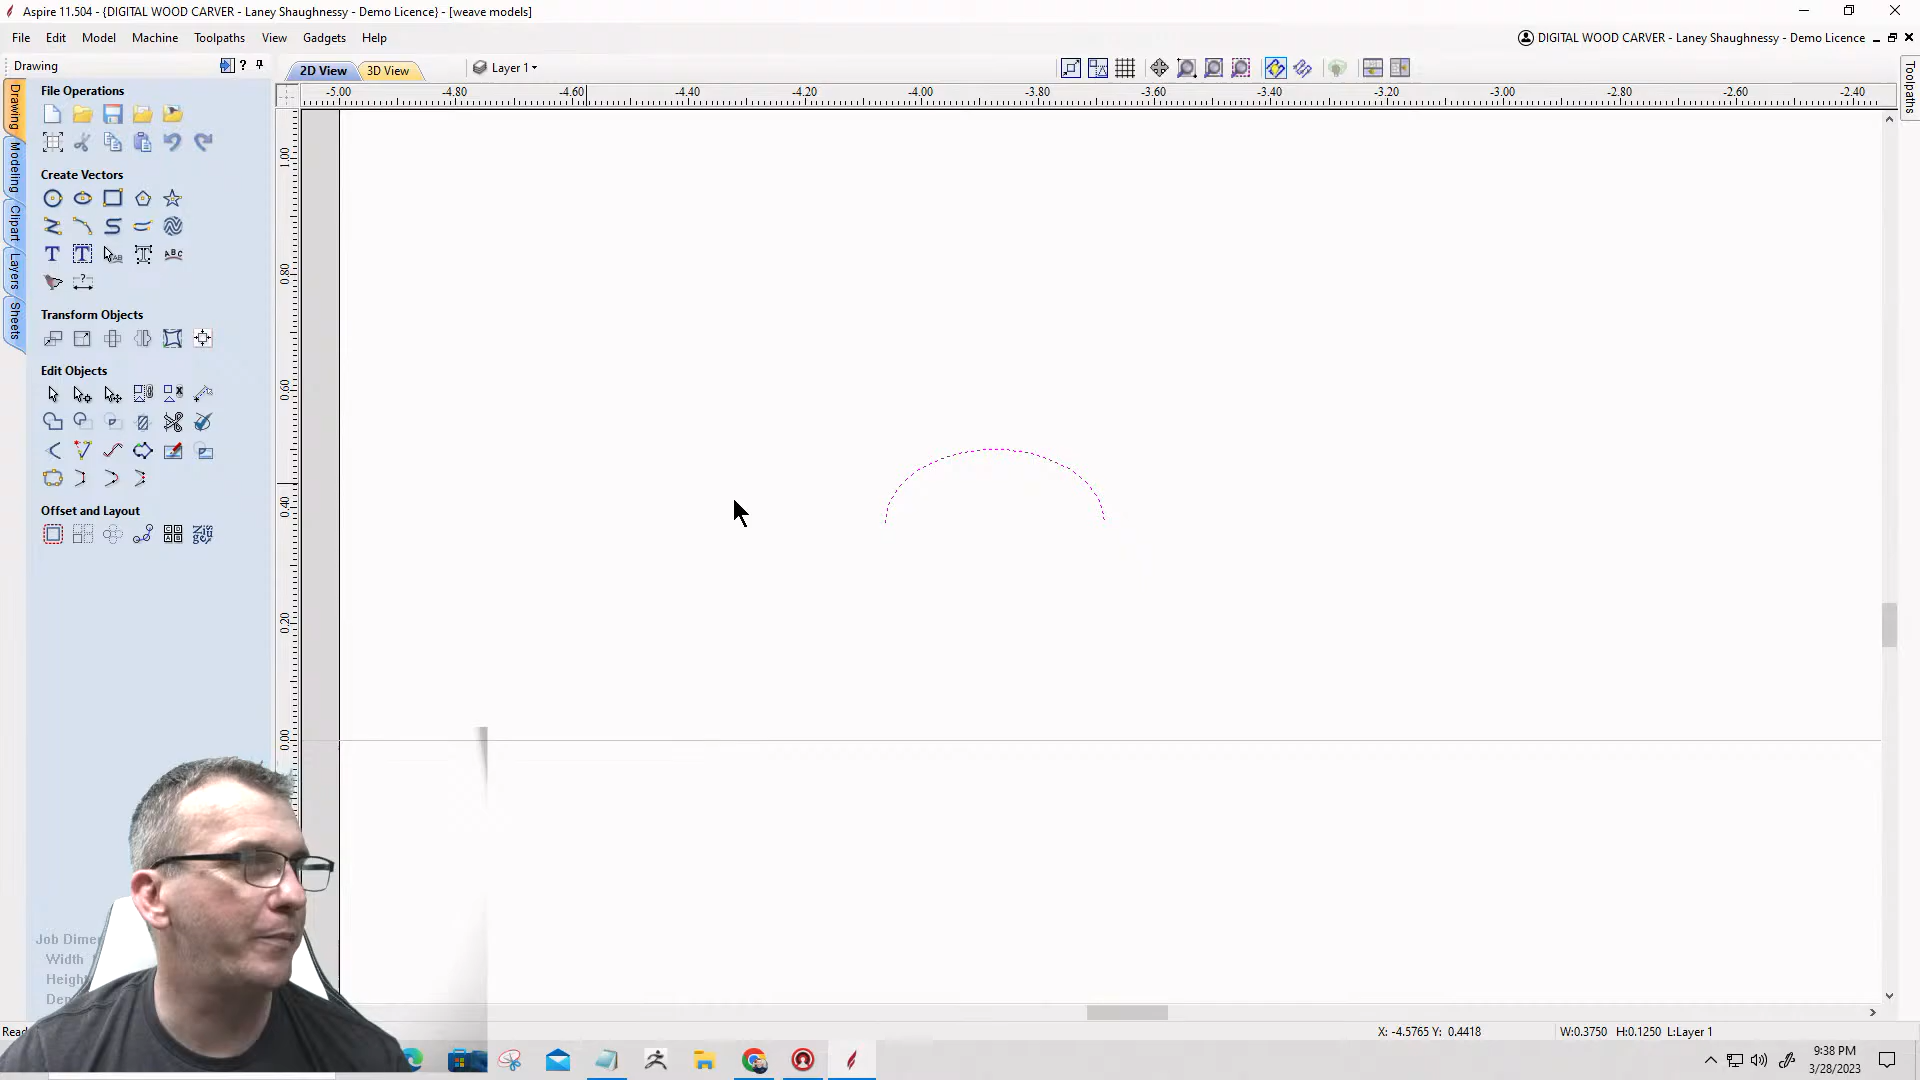 Aspire 11.504 - {DIGITAL WOOD CARVER - Laney Shaughnessy - Demo Licence} - [weave models]
File Edit Model Machine Toolpaths View Gadgets Help
DIGITAL WOOD CARVER - Laney Shaughnessy - Demo Licence
Drawing
2D View
3D View
Layer 1
Toolpaths
-5.00 -4.80 -4.60 -4.40 -4.20 -4.00 -3.80 -3.60 -3.40 -3.20 -3.00 -2.80 -2.60 -2.40
Drawing
Modeling
Clipart
Layers
Sheets
File Operations
Create Vectors
Transform Objects
Edit Objects
Offset and Layout
1.00
0.80
0.60
0.40
0.20
0.00
Job Dimen
Width
Heigh
Dep
Read
X: -4.5765 Y: 0.4418
W:0.3750 H:0.1250 L:Layer 1
9:38 PM
3/28/2023